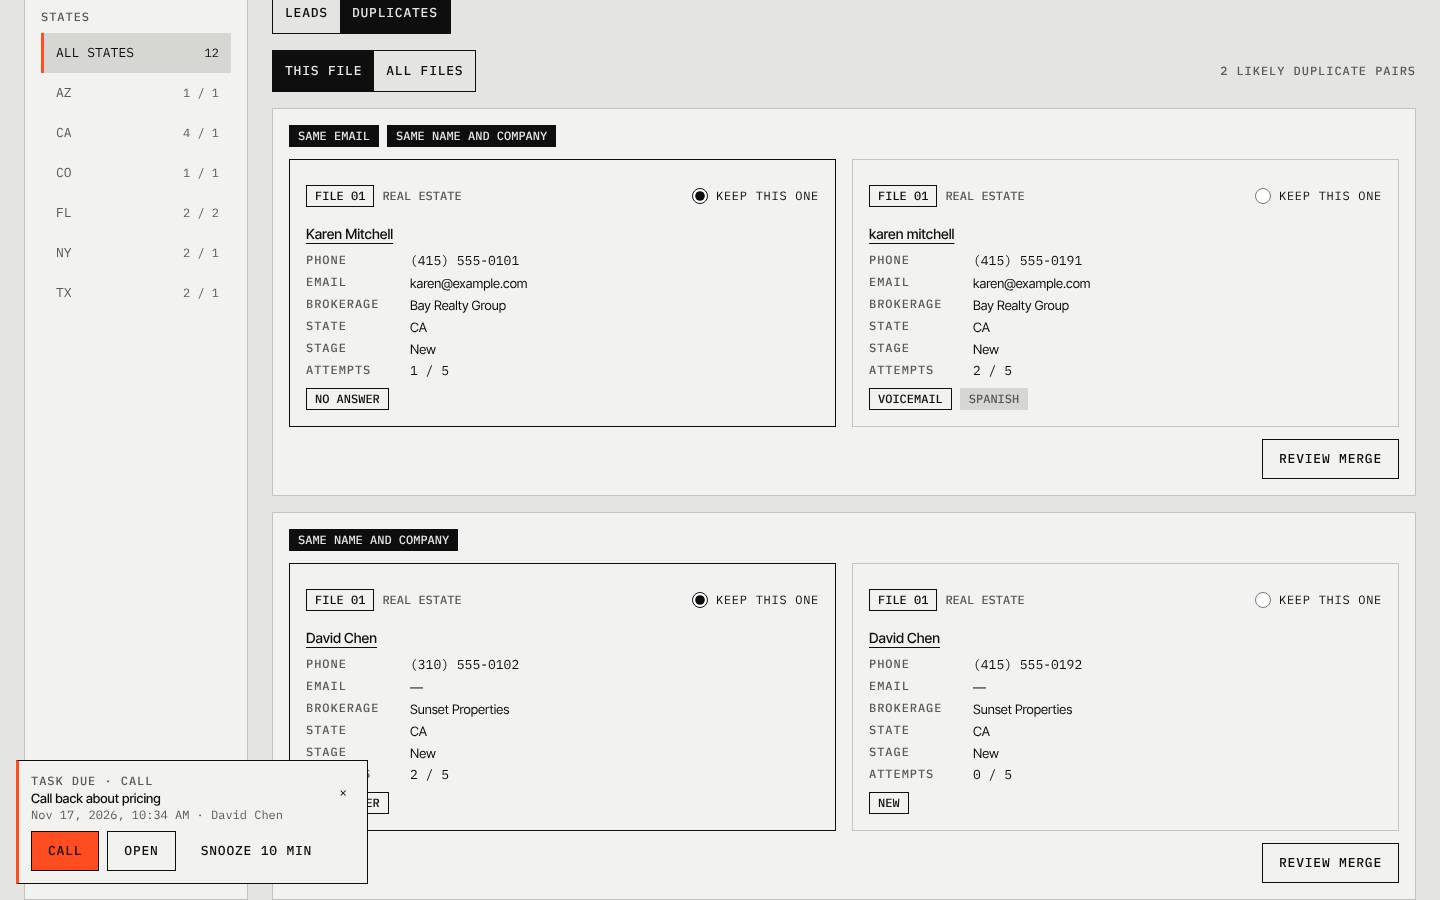 STATES
ALL STATES 12
AZ 1 / 1
CA 4 / 1
CO 1 / 1
FL 2 / 2
NY 2 / 1
TX 2 / 1
LEADS DUPLICATES
THIS FILE ALL FILES
2 LIKELY DUPLICATE PAIRS
SAME EMAIL SAME NAME AND COMPANY
FILE 01 REAL ESTATE KEEP THIS ONE
Karen Mitchell
PHONE (415) 555-0101
EMAIL karen@example.com
BROKERAGE Bay Realty Group
STATE CA
STAGE New
ATTEMPTS 1 / 5
NO ANSWER
FILE 01 REAL ESTATE KEEP THIS ONE
karen mitchell
PHONE (415) 555-0191
EMAIL karen@example.com
BROKERAGE Bay Realty Group
STATE CA
STAGE New
ATTEMPTS 2 / 5
VOICEMAIL SPANISH
REVIEW MERGE
SAME NAME AND COMPANY
FILE 01 REAL ESTATE KEEP THIS ONE
David Chen
PHONE (310) 555-0102
EMAIL —
BROKERAGE Sunset Properties
STATE CA
STAGE New
2 / 5
ER
FILE 01 REAL ESTATE KEEP THIS ONE
David Chen
PHONE (415) 555-0192
EMAIL —
BROKERAGE Sunset Properties
STATE CA
STAGE New
ATTEMPTS 0 / 5
NEW
REVIEW MERGE
TASK DUE · CALL
×
Call back about pricing
Nov 17, 2026, 10:34 AM · David Chen
CALL OPEN SNOOZE 10 MIN